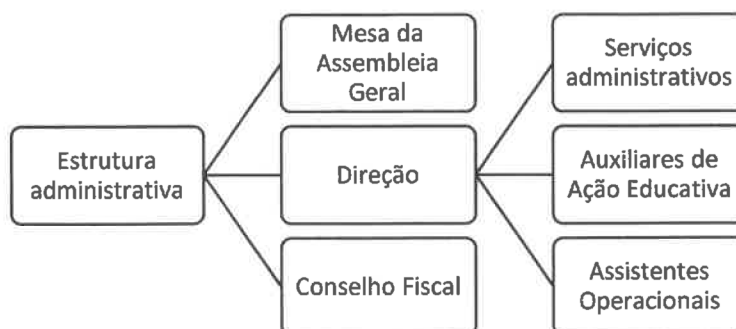 Mesa da
Assembleia
Geral
Serviços
administrativos
Estrutura
administrativa
Direção
Auxiliares de
Ação Educativa
Conselho Fiscal
Assistentes
Operacionais